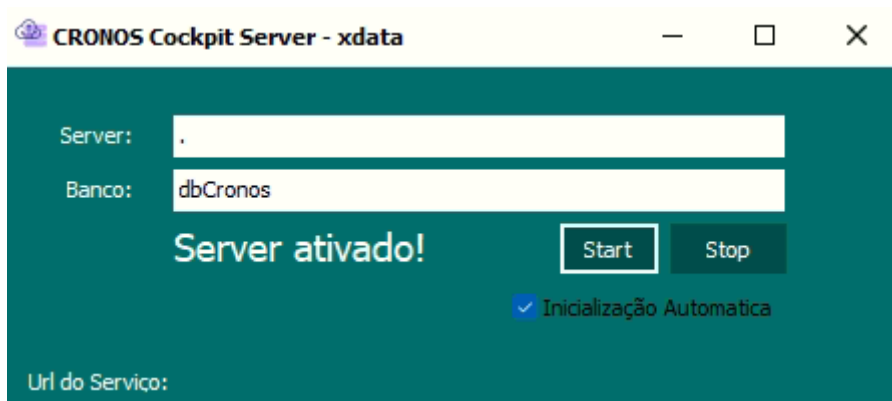 CRONOS Cockpit Server - xdata
Server: .
Banco: dbCronos
Server ativado! Start Stop
Inicialização Automatica
Url do Serviço: